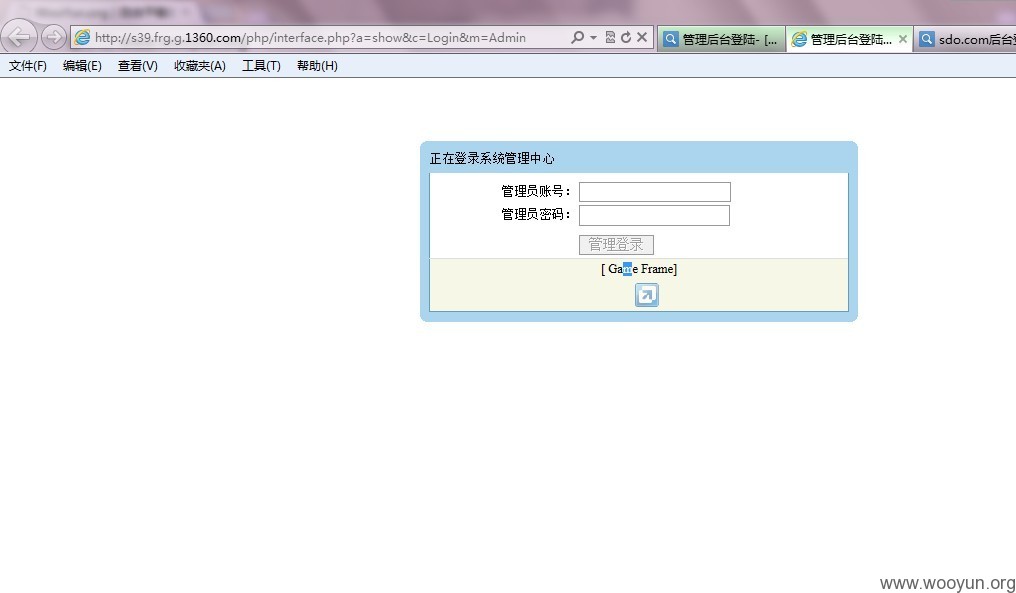 http://s39.frg.g.1360.com/php/interface.php?a=show&c=Login&m=Admin
管理后台登陆- [...
管理后台登陆...
sdo.com后台
文件(F) 编辑(E) 查看(V) 收藏夹(A) 工具(T) 帮助(H)
正在登录系统管理中心
管理员账号：
管理员密码：
管理登录
[ Game Frame]
www.wooyun.org